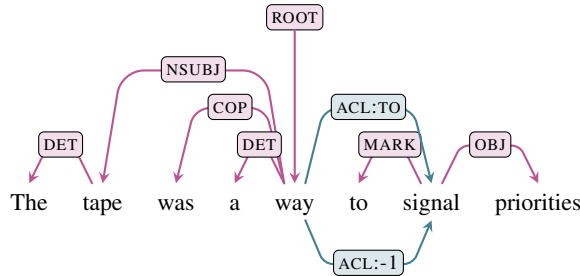 ROOT
NSUBJ
COP ACL:TO
DET DET MARK OBJ
The tape was a way to signal priorities
ACL:-1